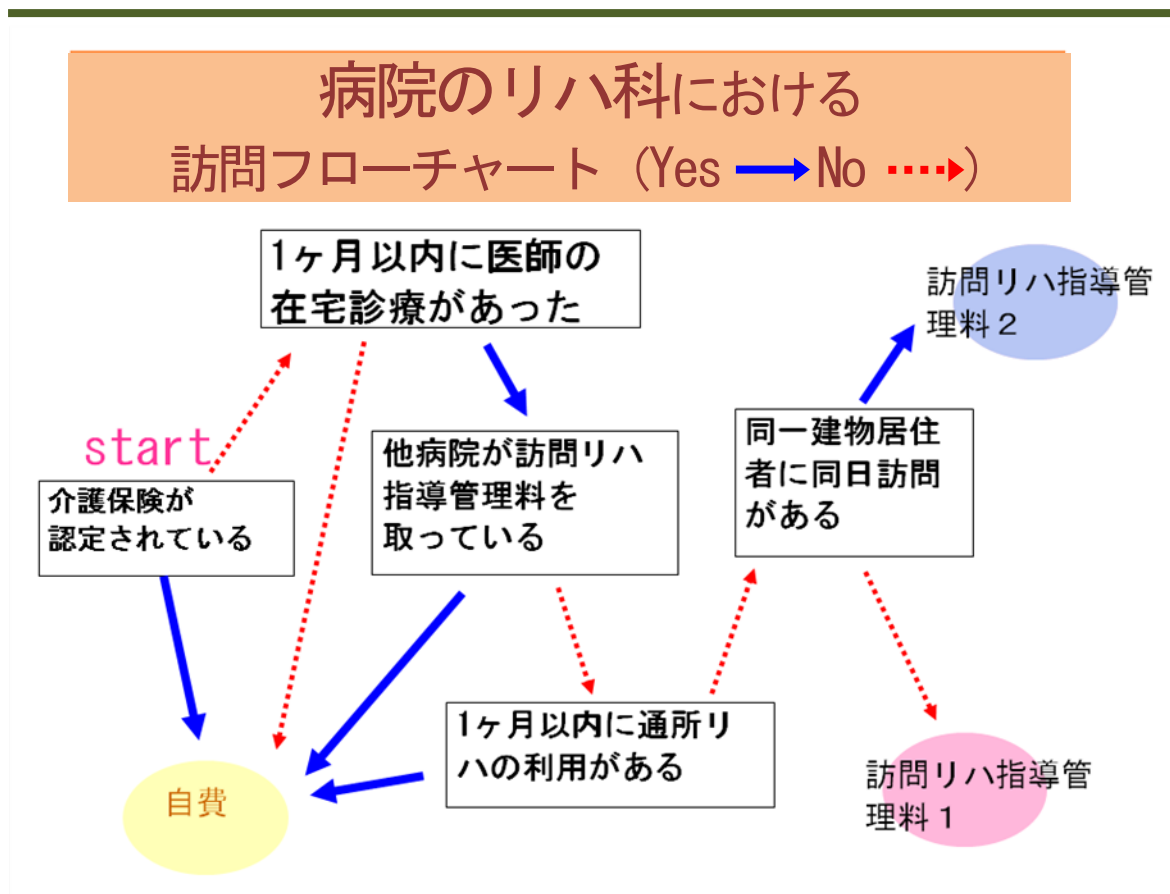 病院のリハ科における
訪問フローチャート（Yes No ）
1ヶ月以内に医師の
在宅診療があった
訪問リハ指導管
理料２
start
介護保険が
認定されている
他病院が訪問リハ
指導管理料を
取っている
同一建物居住
者に同日訪問
がある
1ヶ月以内に通所リ
ハの利用がある
自費
訪問リハ指導管
理料１